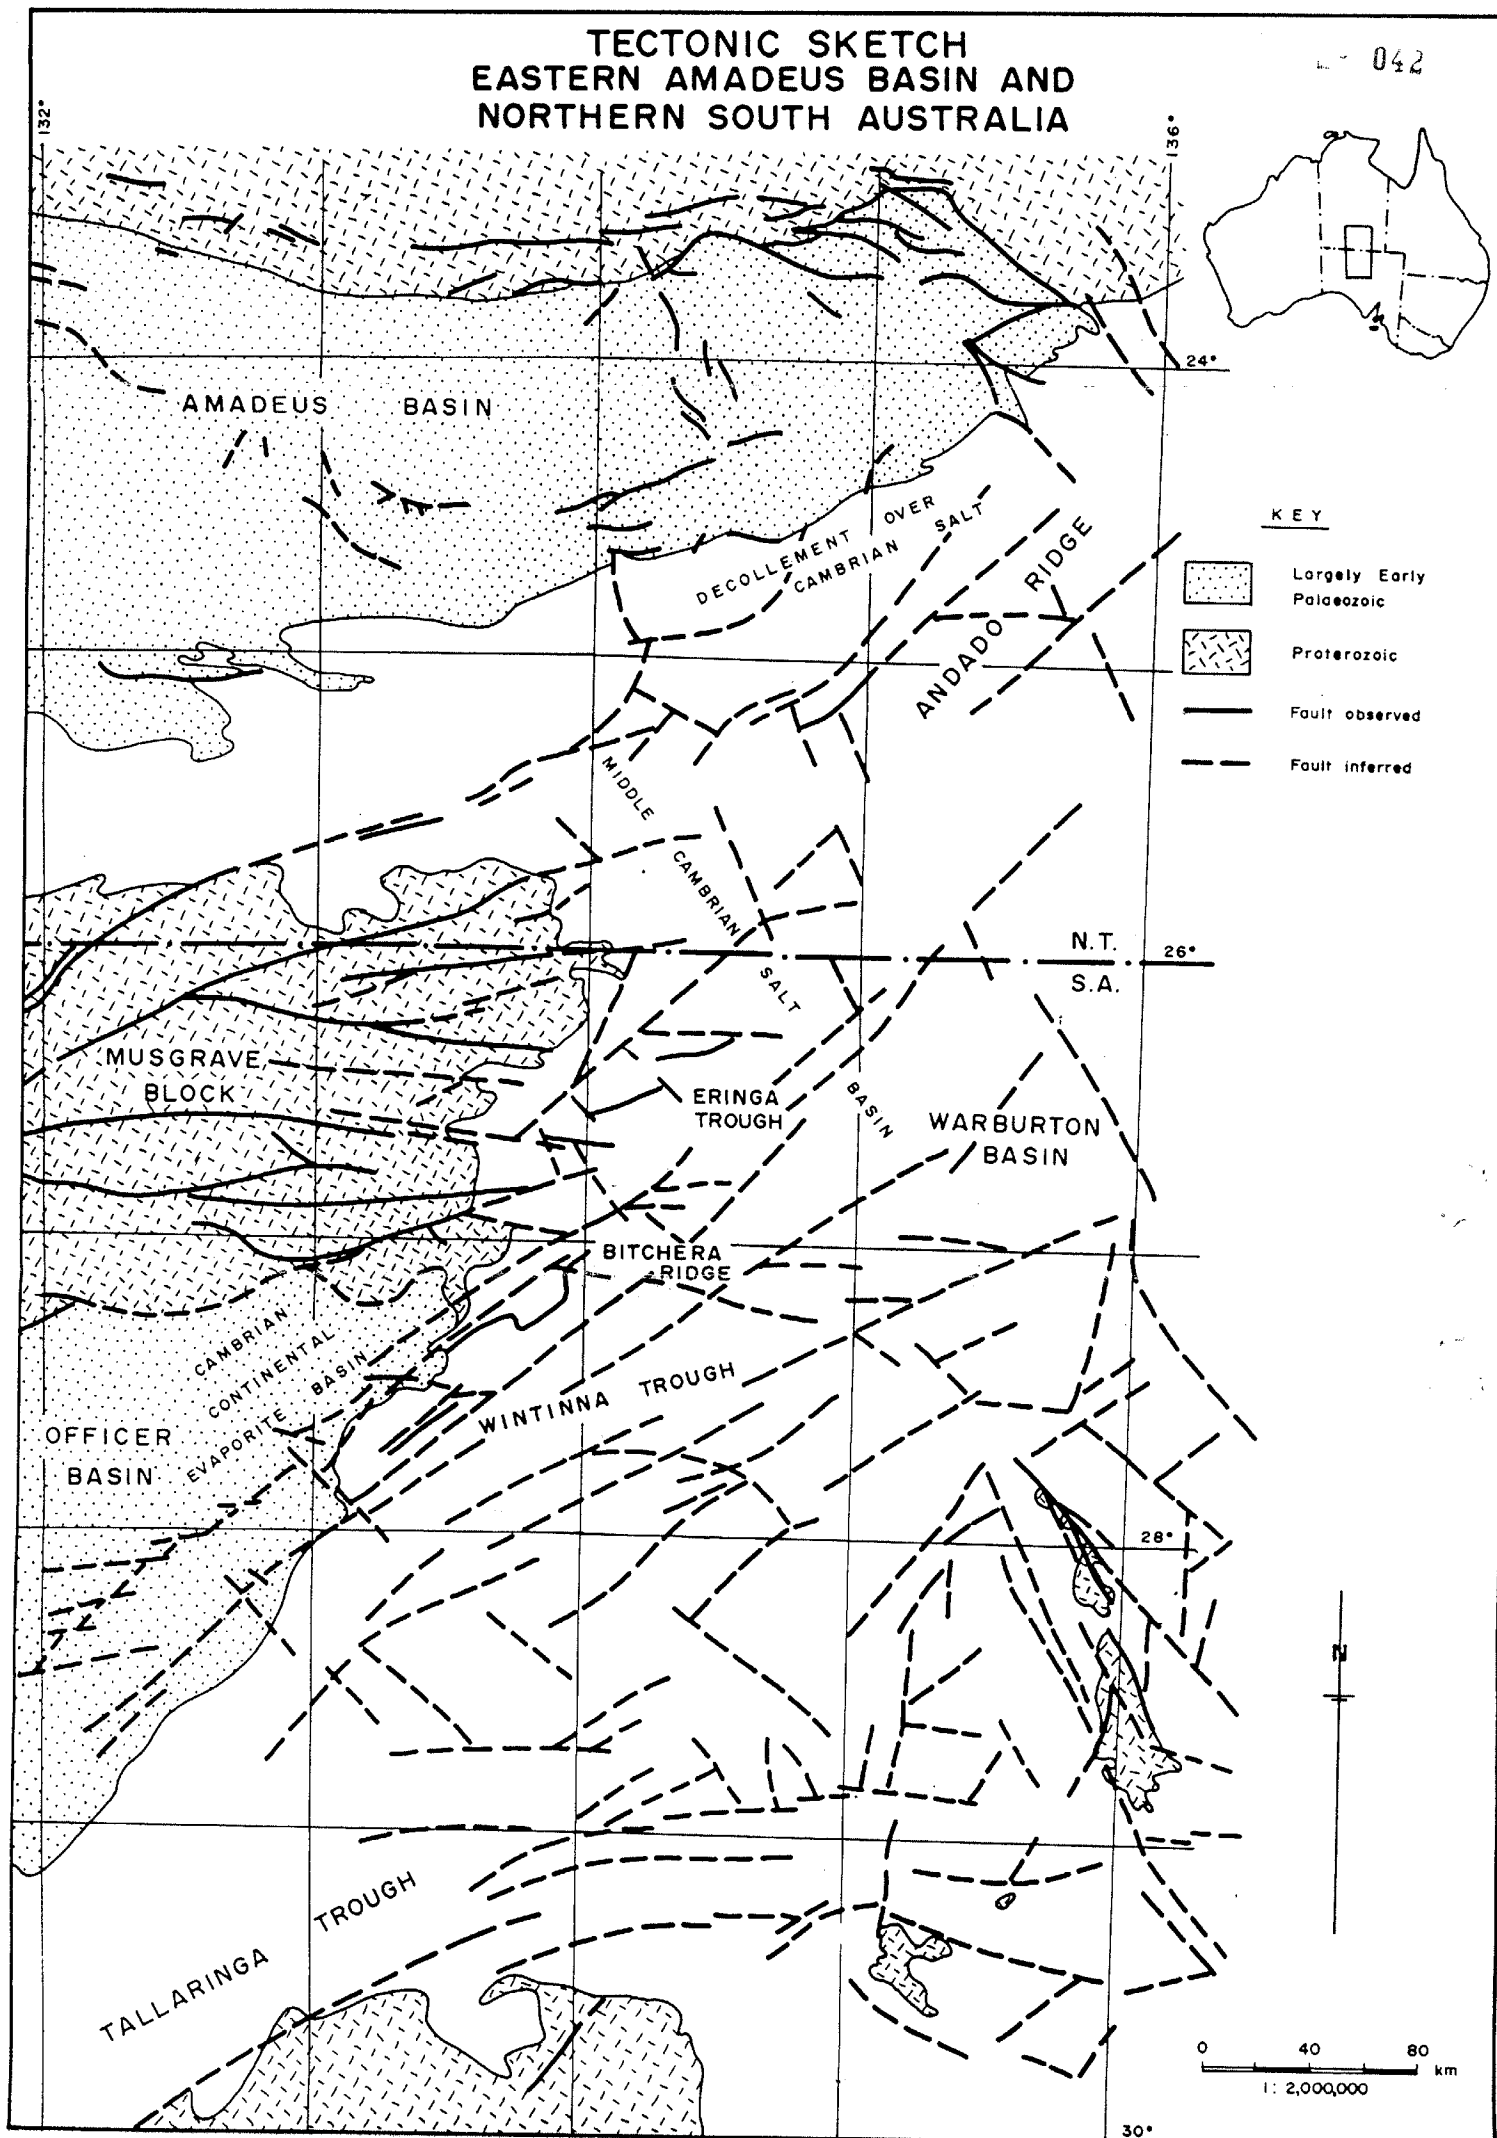 TECTONIC SKETCH
EASTERN AMADEUS BASIN AND
NORTHERN SOUTH AUSTRALIA
042
132°
136°
24°
AMADEUS BASIN
DECOLLEMENT OVER
CAMBRIAN SALT
ANDADO RIDGE
KEY
Largely Early
Palaeozoic
Proterozoic
Fault observed
Fault inferred
MIDDLE CAMBRIAN SALT BASIN
N.T.
26°
S.A.
MUSGRAVE
BLOCK
ERINGA
TROUGH
WARBURTON
BASIN
BITCHERA
RIDGE
CAMBRIAN
CONTINENTAL
EVAPORITE BASIN
WINTINNA TROUGH
OFFICER
BASIN
28°
N
TALLARINGA TROUGH
0 40 80
km
1: 2,000,000
30°